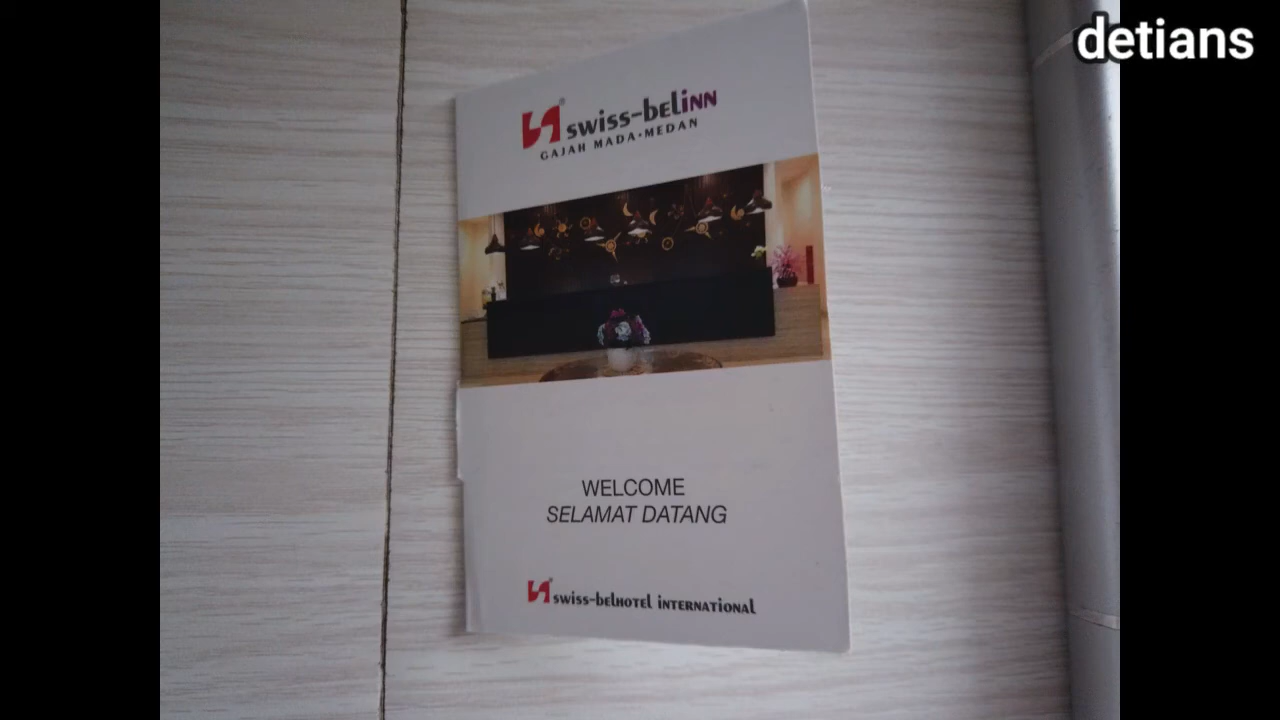 detians
swiss-belinn
GAJAH MADA•MEDAN
WELCOME
SELAMAT DATANG
swiss-belhotel international